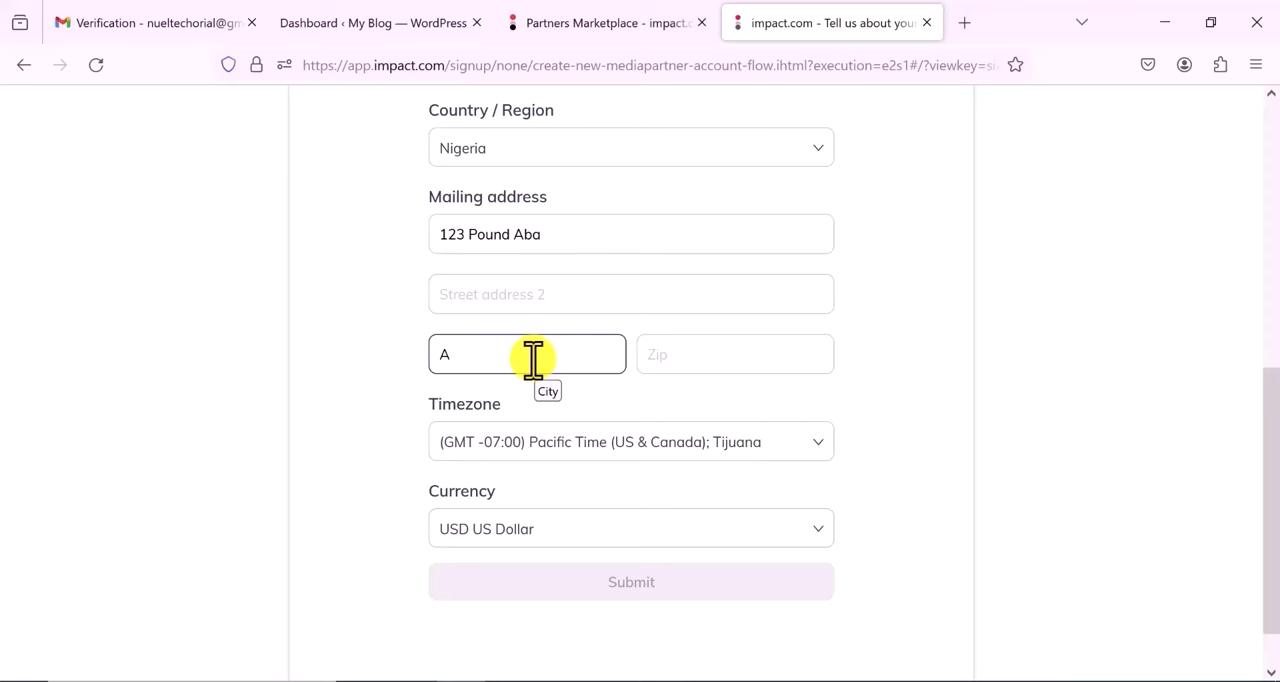 Verification - nueltechorial@gm
Dashboard ‹ My Blog — WordPress
Partners Marketplace - impact.c
impact.com - Tell us about your
https://app.impact.com/signup/none/create-new-mediapartner-account-flow.ihtml?execution=e2s1#/?viewkey=si
Country / Region
Nigeria
Mailing address
123 Pound Aba
Street address 2
A
Zip
City
Timezone
(GMT -07:00) Pacific Time (US & Canada); Tijuana
Currency
USD US Dollar
Submit